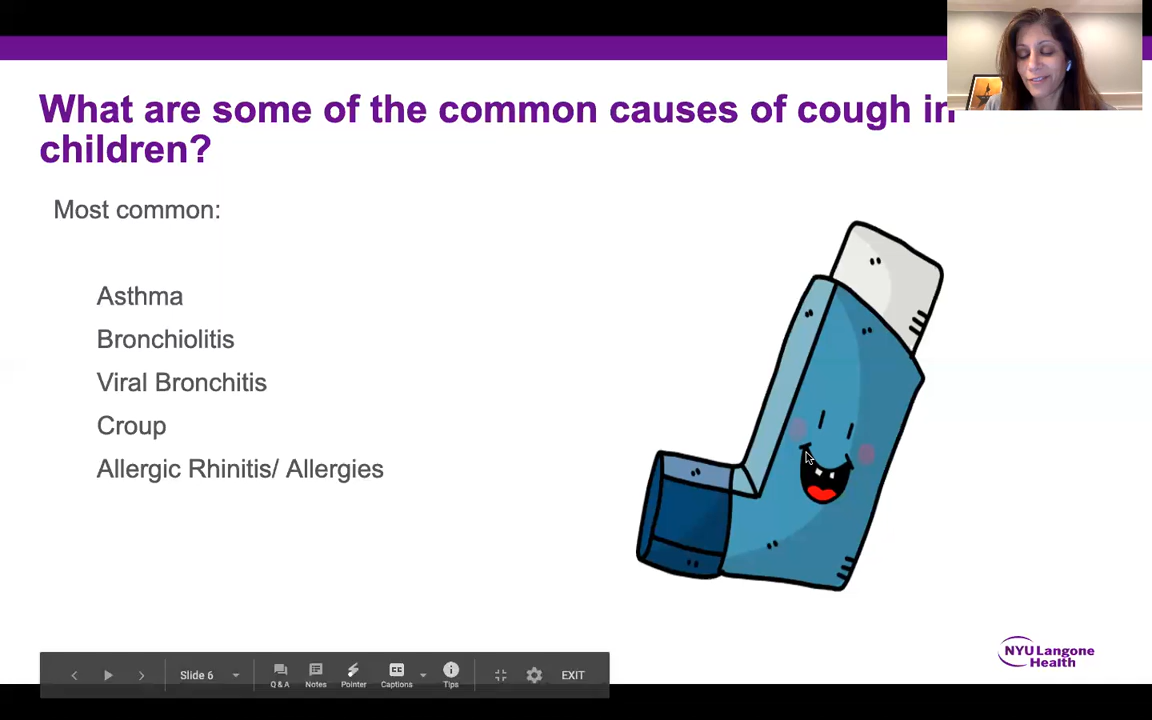 What are some of the common causes of cough in
children?
Most common:
Asthma
Bronchiolitis
Viral Bronchitis
Croup
Allergic Rhinitis/ Allergies
NYU Langone
Health
Slide 6
Q & A
Notes
Pointer
CC
Captions
Tips
EXIT